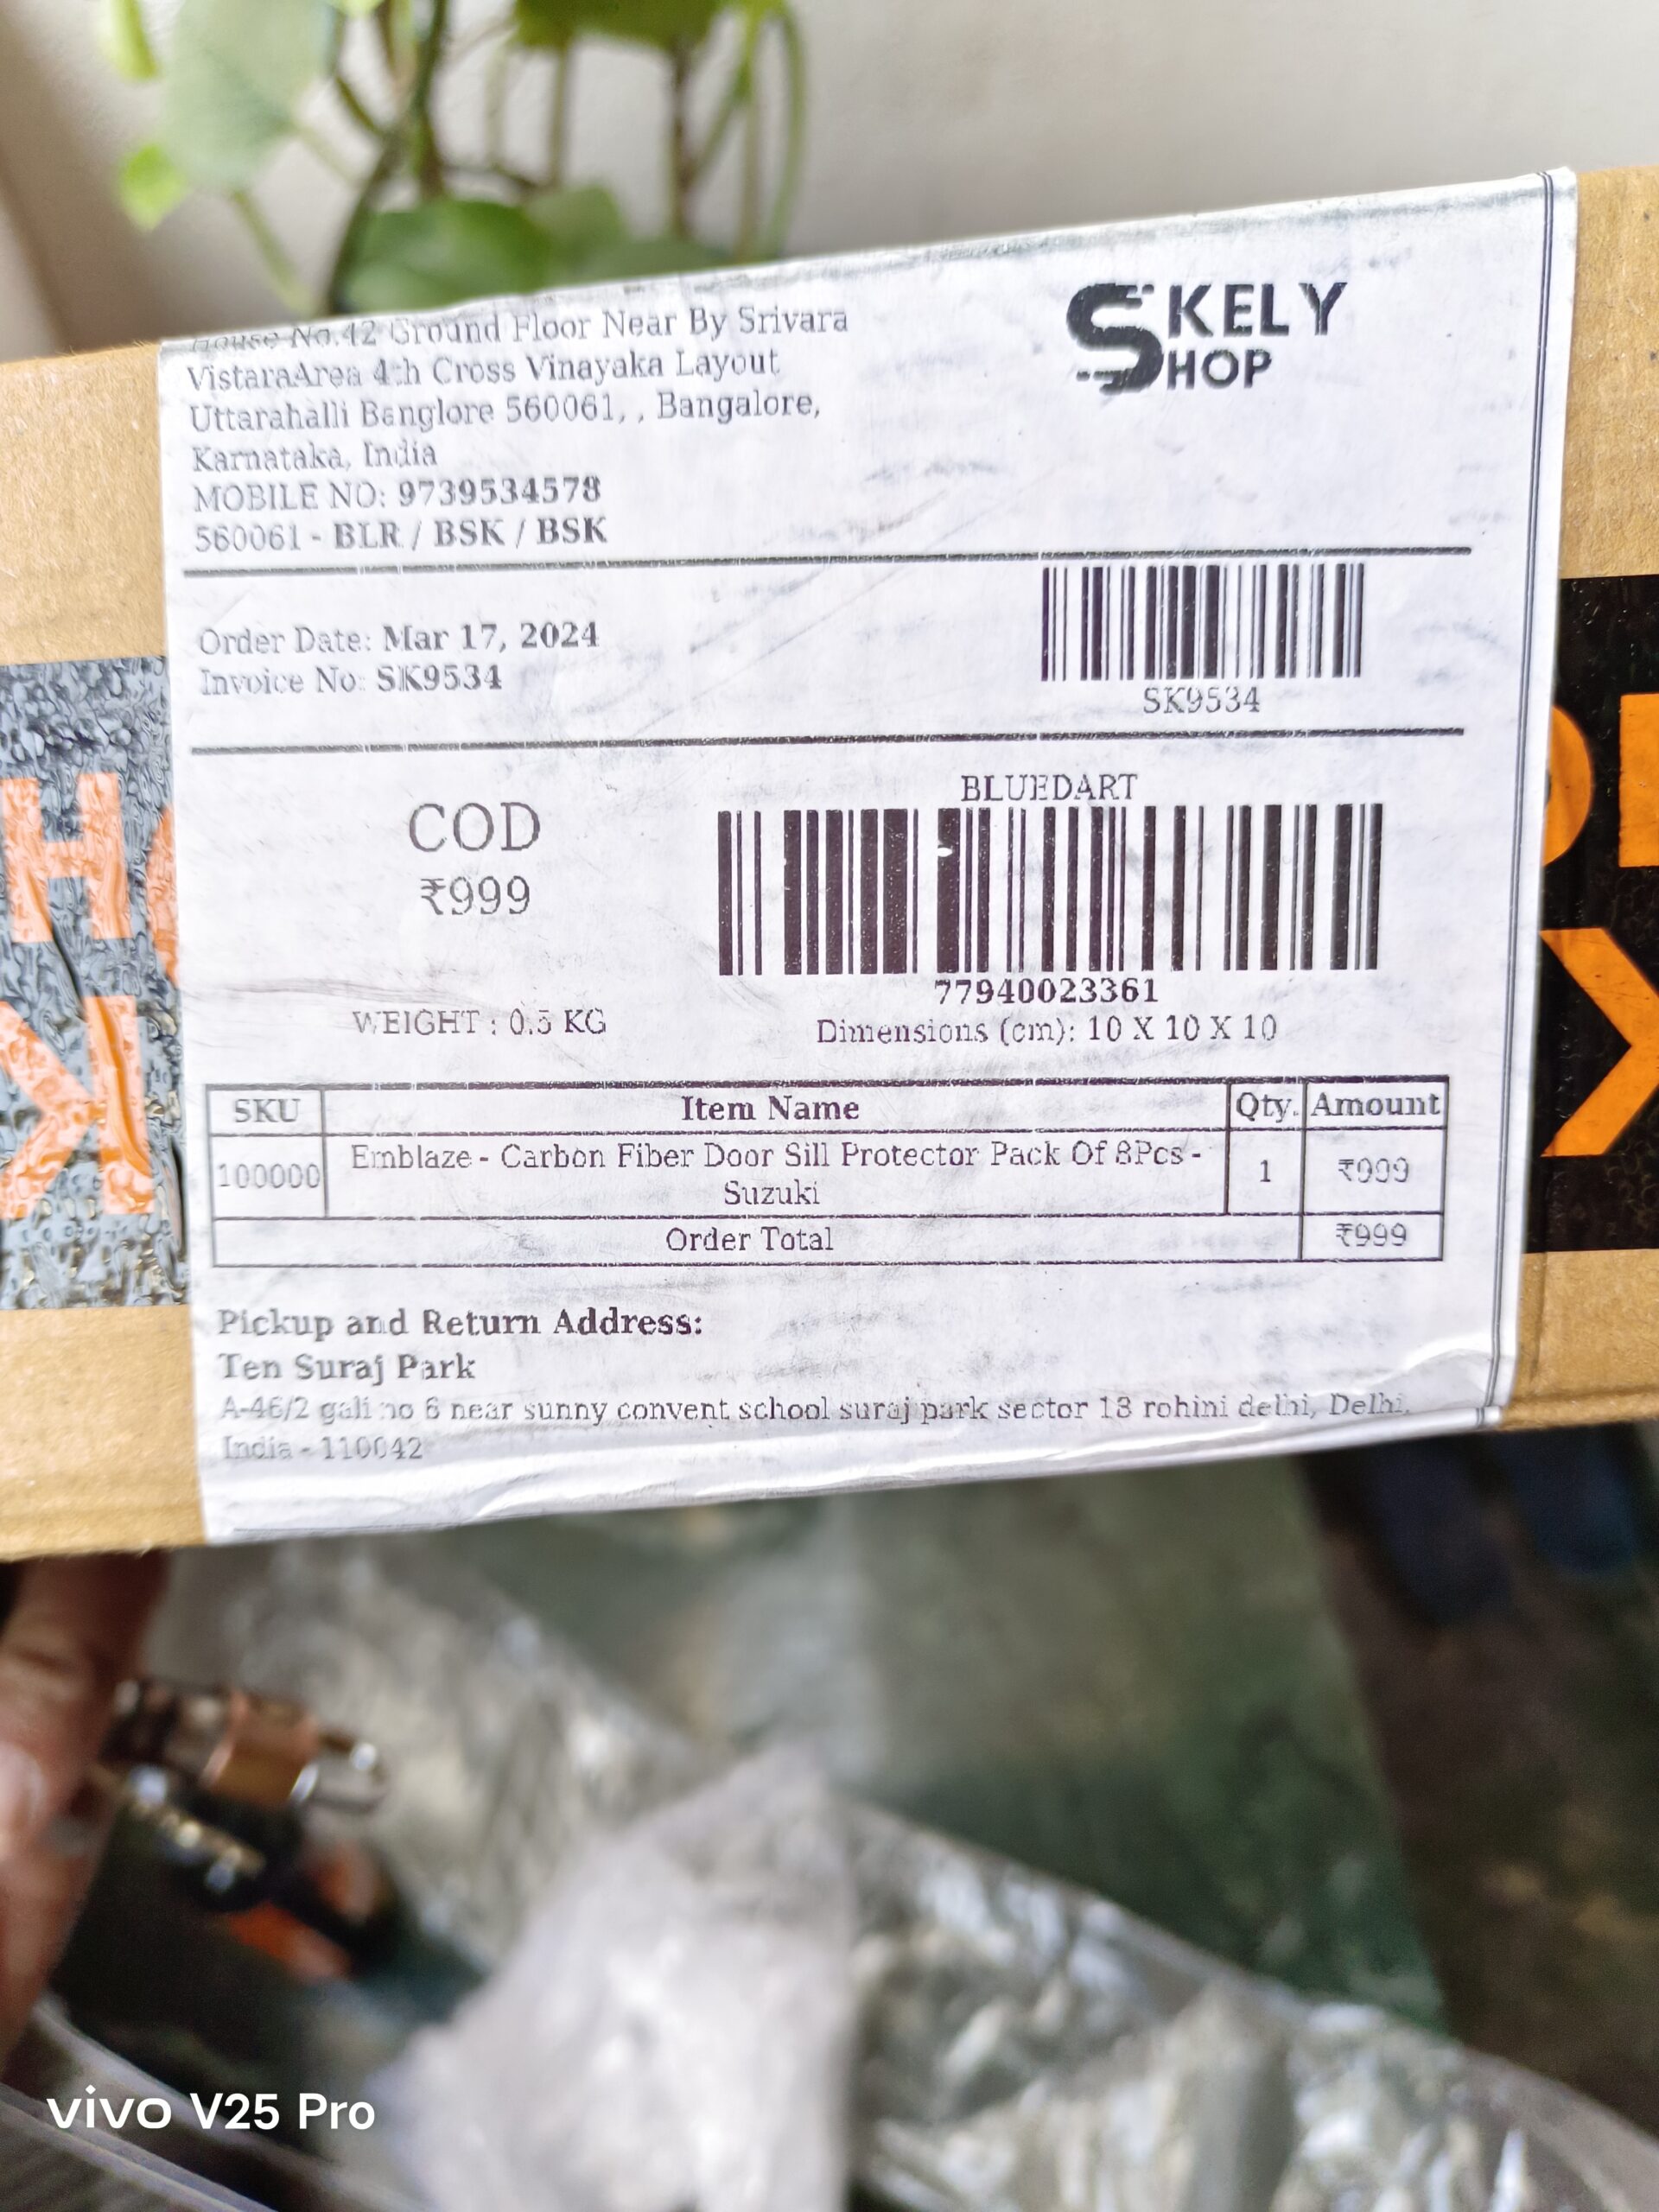 House No.42 Ground Floor Near By Srivara
VistaraArea 4th Cross Vinayaka Layout
Uttarahalli Banglore 560061, , Bangalore,
Karnataka, India
MOBILE NO: 9739534578
560061 - BLR / BSK / BSK
SKELY
SHOP
Order Date: Mar 17, 2024
Invoice No: SK9534
SK9534
COD
₹999
WEIGHT : 0.5 KG
BLUEDART
77940023361
Dimensions (cm): 10 X 10 X 10
SKU Item Name Qty. Amount
100000 Emblaze - Carbon Fiber Door Sill Protector Pack Of 8Pcs - Suzuki 1 ₹999
Order Total ₹999
Pickup and Return Address:
Ten Suraj Park
A-46/2 gali no 6 near sunny convent school suraj park sector 18 rohini delhi, Delhi,
India - 110042
vivo V25 Pro